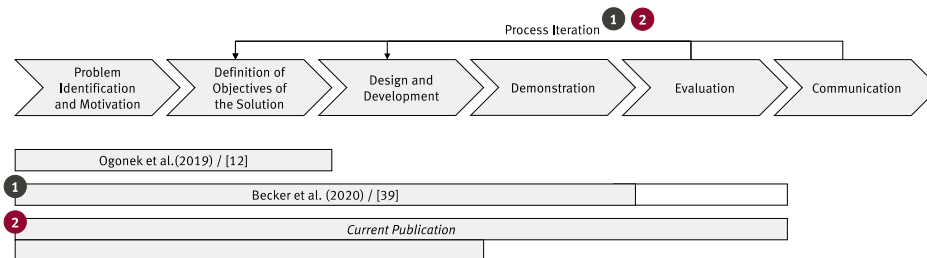 Process Iteration 1 2
Problem
Identification
and Motivation
Definition of
Objectives of
the Solution
Design and
Development
Demonstration
Evaluation
Communication
Ogonek et al.(2019) / [12]
1
Becker et al. (2020) / [39]
2
Current Publication